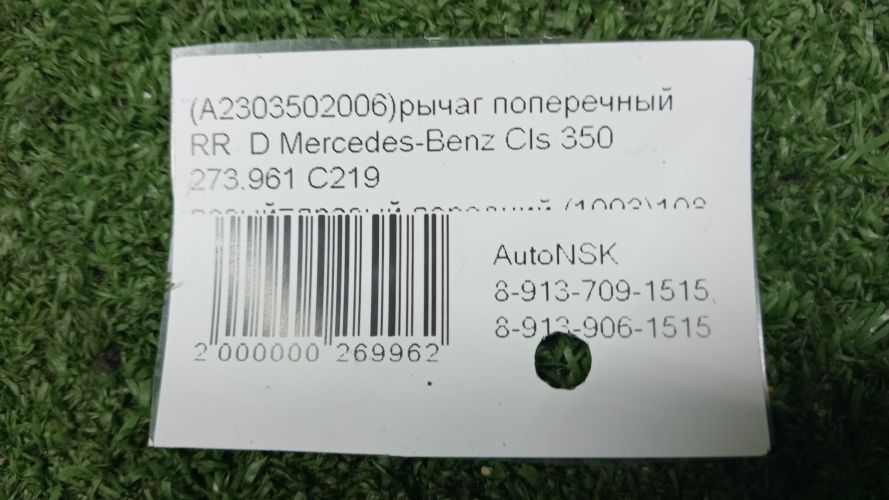 (A2303502006)рычаг поперечный
RR D Mercedes-Benz Cls 350
273.961 C219
AutoNSK
8-913-709-1515,
8-913-906-1515
2 000000 269962